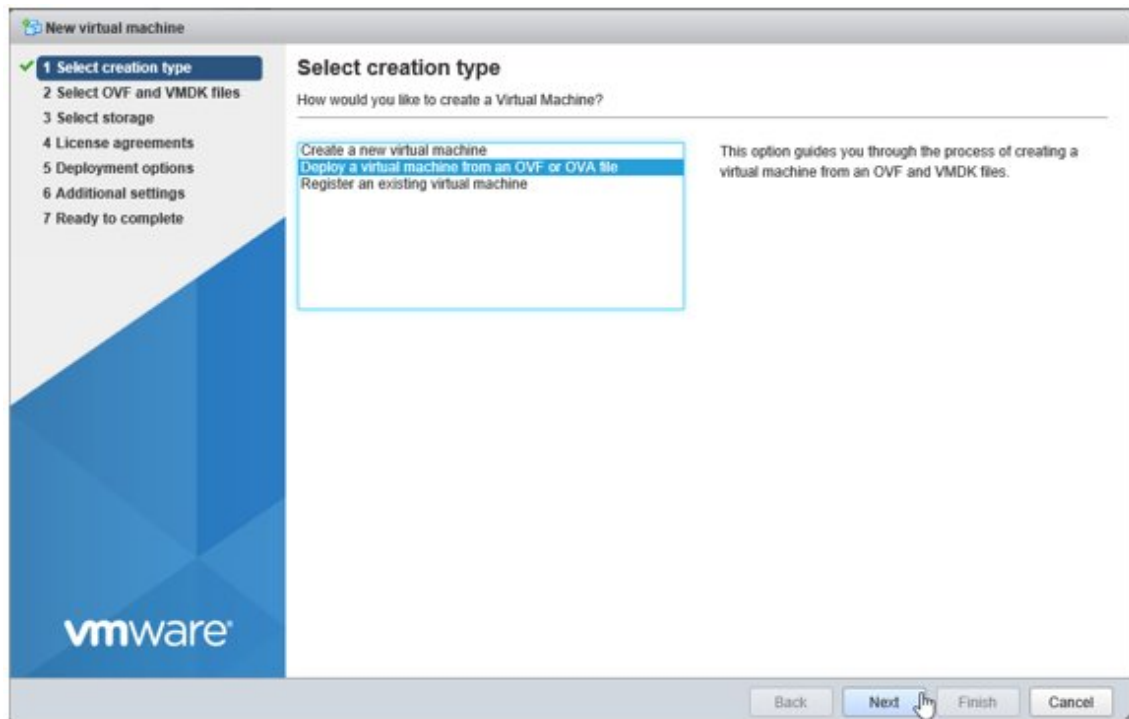 New virtual machine
1 Select creation type
2 Select OVF and VMDK files
3 Select storage
4 License agreements
5 Deployment options
6 Additional settings
7 Ready to complete
vmware®
Select creation type
How would you like to create a Virtual Machine?
Create a new virtual machine
Deploy a virtual machine from an OVF or OVA file
Register an existing virtual machine
This option guides you through the process of creating a
virtual machine from an OVF and VMDK files.
Back Next Finish Cancel